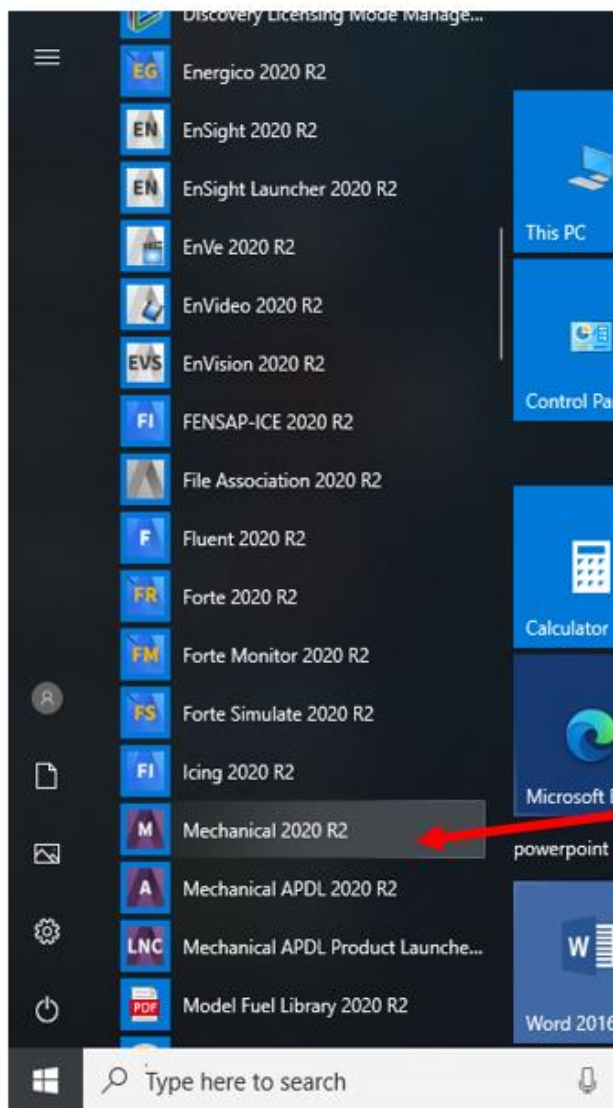 Discovery Licensing Mode Manage...
EG Energico 2020 R2
EN EnSight 2020 R2
EN EnSight Launcher 2020 R2
EnVe 2020 R2
EnVideo 2020 R2
EVS EnVision 2020 R2
FI FENSAP-ICE 2020 R2
File Association 2020 R2
F Fluent 2020 R2
FR Forte 2020 R2
FM Forte Monitor 2020 R2
FS Forte Simulate 2020 R2
FI Icing 2020 R2
M Mechanical 2020 R2
A Mechanical APDL 2020 R2
LNC Mechanical APDL Product Launche...
PDF Model Fuel Library 2020 R2
This PC
Control Pa
Calculator
Microsoft
powerpoint
W
Word 2016
Type here to search